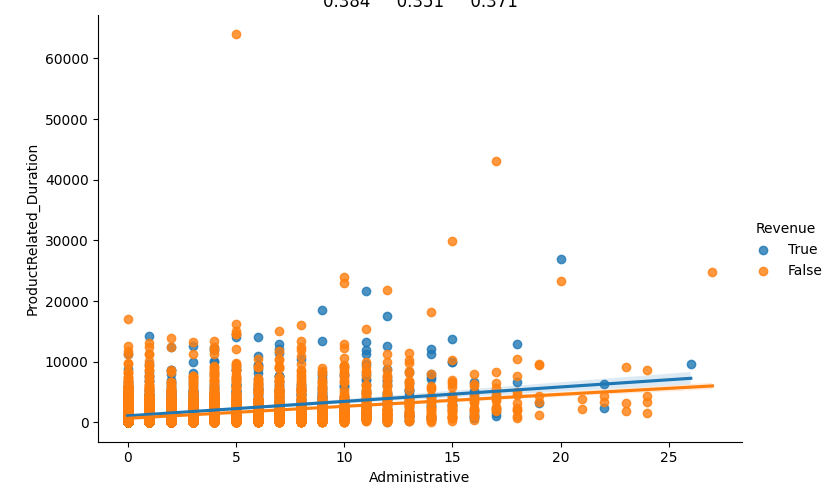 0.384 0.351 0.371
60000
50000
40000
30000
20000
10000
0
ProductRelated_Duration
0 5 10 15 20 25
Administrative
Revenue
True
False